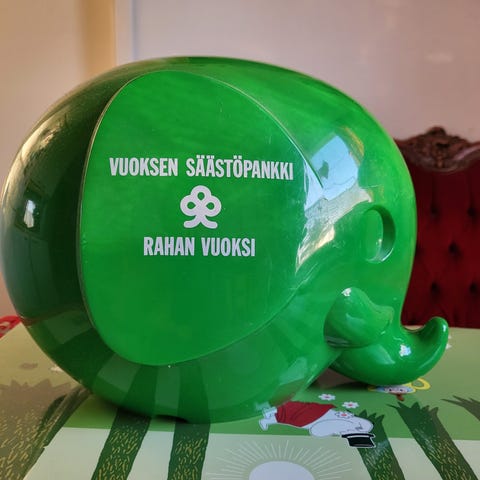 VUOKSEN SÄÄSTÖPANKKI
RAHAN VUOKSI